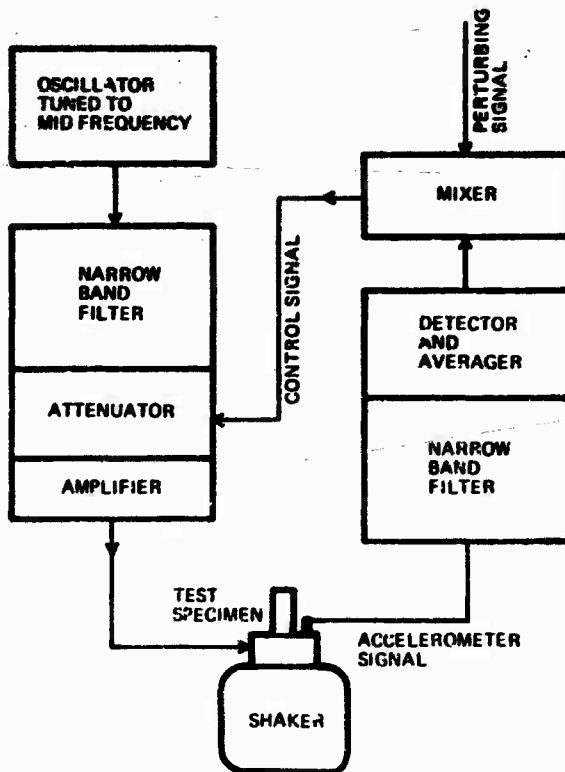 OSCILLATOR
TUNED TO
MID FREQUENCY
NARROW
BAND
FILTER
ATTENUATOR
AMPLIFIER
CONTROL SIGNAL
PERTURBING
SIGNAL
MIXER
DETECTOR
AND
AVERAGER
NARROW
BAND
FILTER
TEST
SPECIMEN
ACCELEROMETER
SIGNAL
SHAKER